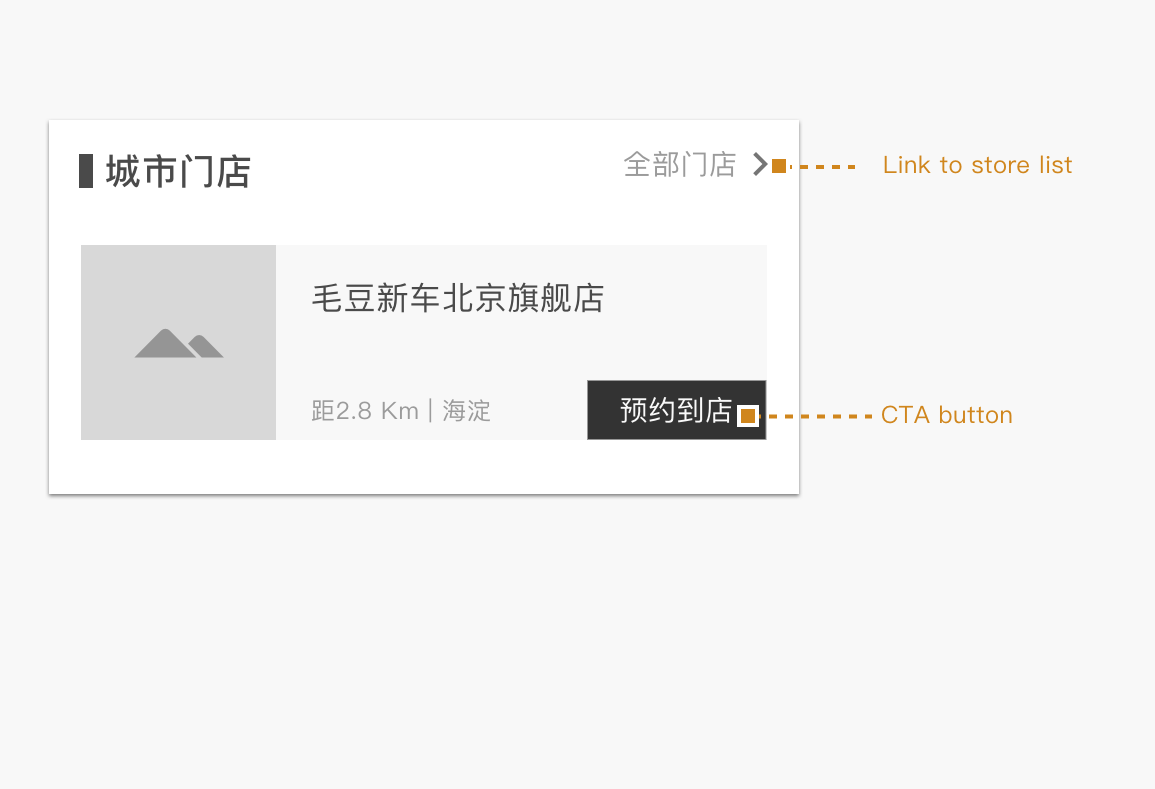 城市门店
全部门店
Link to store list
毛豆新车北京旗舰店
距2.8 Km | 海淀
预约到店
CTA button